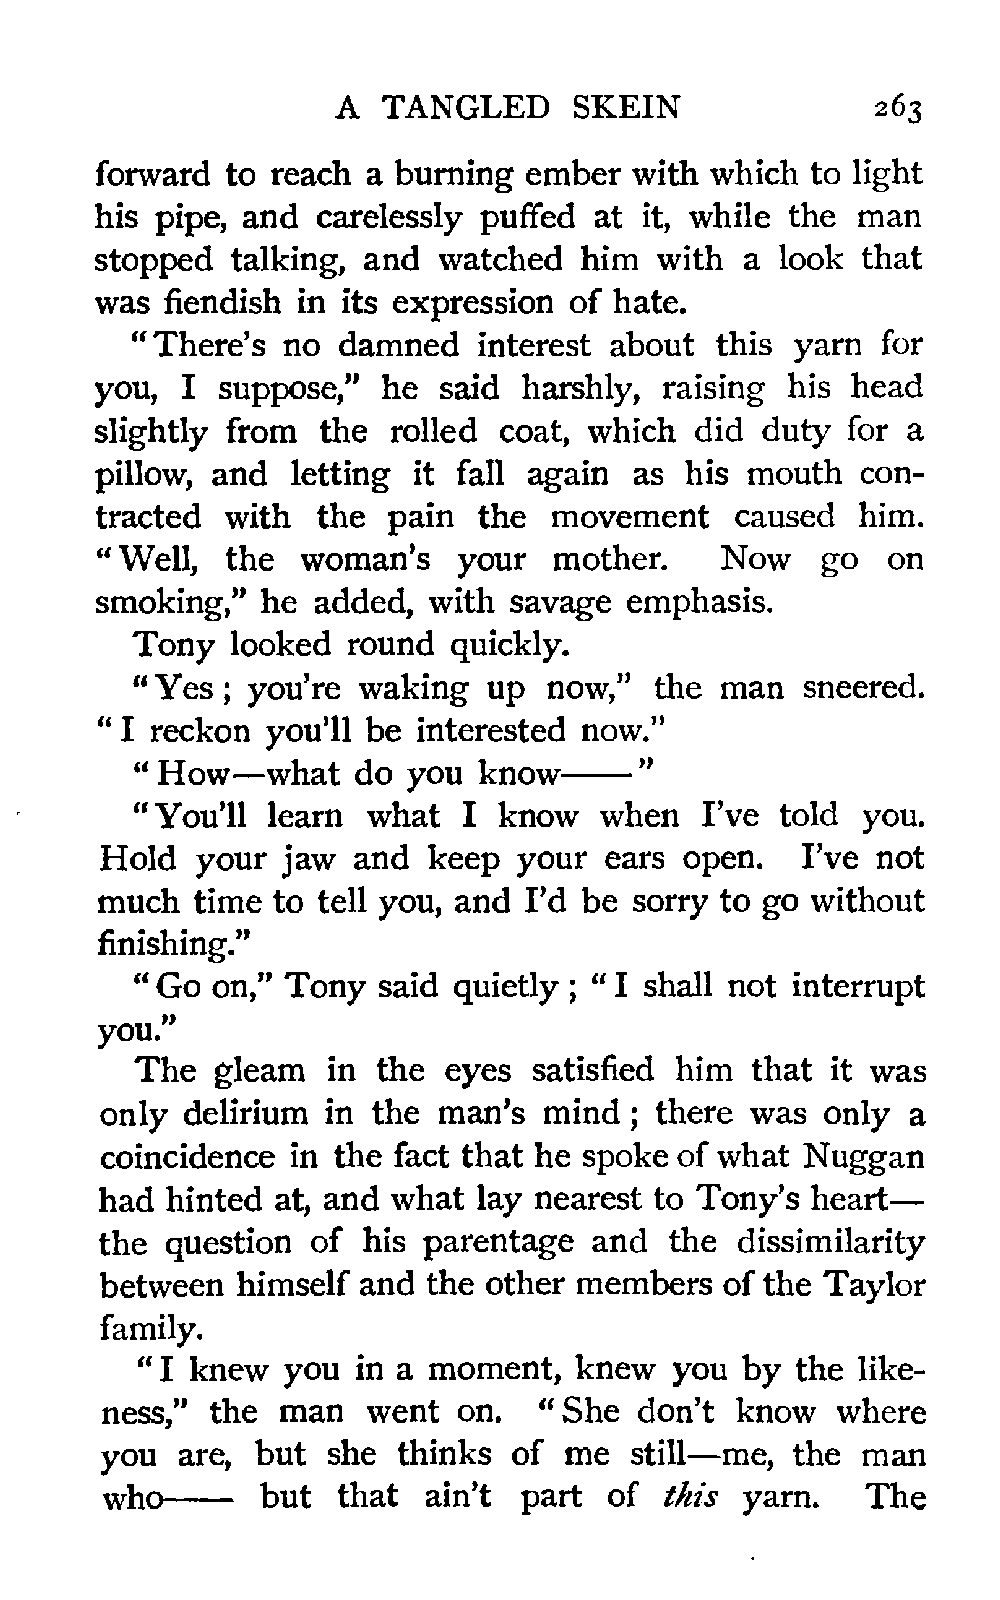 A TANGLED SKEIN 263
forward to reach a burning ember with which to light
his pipe, and carelessly puffed at it, while the man
stopped talking, and watched him with a look that
was fiendish in its expression of hate.
"There's no damned interest about this yarn for
you, I suppose," he said harshly, raising his head
slightly from the rolled coat, which did duty for a
pillow, and letting it fall again as his mouth con-
tracted with the pain the movement caused him.
"Well, the woman's your mother. Now go on
smoking," he added, with savage emphasis.
Tony looked round quickly.
"Yes; you're waking up now," the man sneered.
"I reckon you'll be interested now."
"How—what do you know——"
"You'll learn what I know when I've told you.
Hold your jaw and keep your ears open. I've not
much time to tell you, and I'd be sorry to go without
finishing."
"Go on," Tony said quietly; "I shall not interrupt
you."
The gleam in the eyes satisfied him that it was
only delirium in the man's mind; there was only a
coincidence in the fact that he spoke of what Nuggan
had hinted at, and what lay nearest to Tony's heart—
the question of his parentage and the dissimilarity
between himself and the other members of the Taylor
family.
"I knew you in a moment, knew you by the like-
ness," the man went on. "She don't know where
you are, but she thinks of me still—me, the man
who—— but that ain't part of this yarn. The